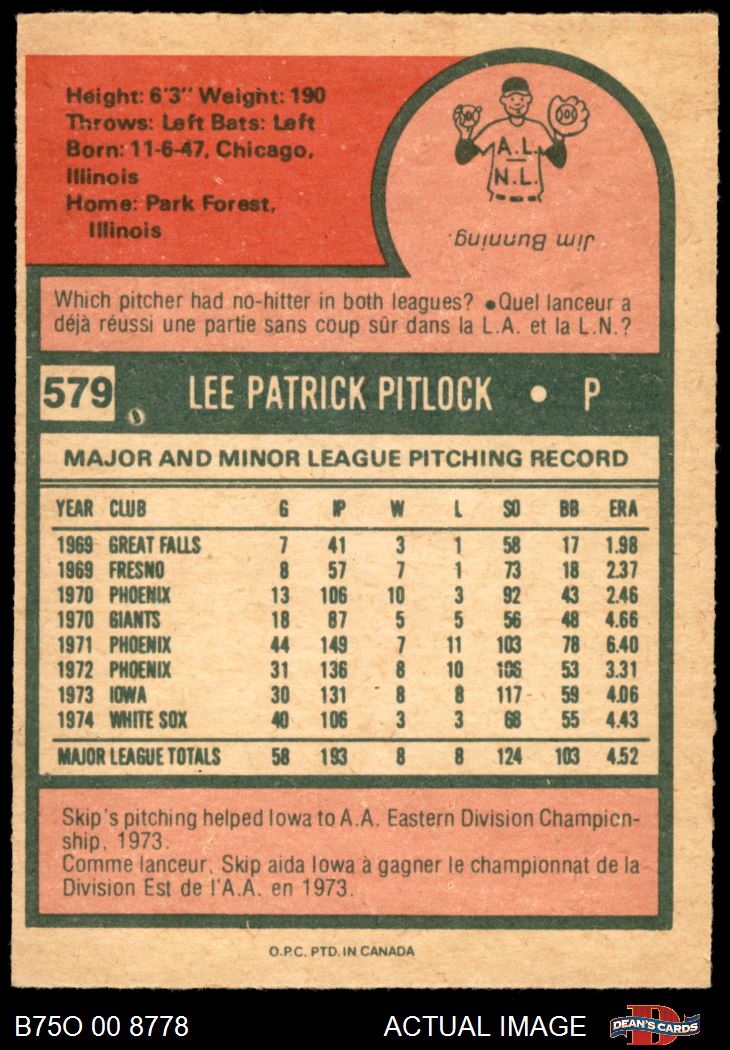 Height: 6'3" Weight: 190
Throws: Left Bats: Left
Born: 11-6-47, Chicago,
Illinois
Home: Park Forest,
Illinois
A.L.
N.L.
Jim Bunning.
Which pitcher had no-hitter in both leagues? ●Quel lanceur a
déjà réussi une partie sans coup sûr dans la L.A. et la L.N.?
579 LEE PATRICK PITLOCK • P
MAJOR AND MINOR LEAGUE PITCHING RECORD
YEAR CLUB G IP W L SO BB ERA
1969 GREAT FALLS 7 41 3 1 58 17 1.98
1969 FRESNO 8 57 7 1 73 18 2.37
1970 PHOENIX 13 106 10 3 92 43 2.46
1970 GIANTS 18 87 5 5 56 48 4.66
1971 PHOENIX 44 149 7 11 103 78 6.40
1972 PHOENIX 31 136 8 10 106 53 3.31
1973 IOWA 30 131 8 8 117 59 4.06
1974 WHITE SOX 40 106 3 3 68 55 4.43
MAJOR LEAGUE TOTALS 58 193 8 8 124 103 4.52
Skip's pitching helped Iowa to A.A. Eastern Division Champion-
ship, 1973.
Comme lanceur, Skip aida Iowa à gagner le championnat de la
Division Est de l'A.A. en 1973.
O.P.C. PTD. IN CANADA
B75O 00 8778 ACTUAL IMAGE DEAN'S CARDS